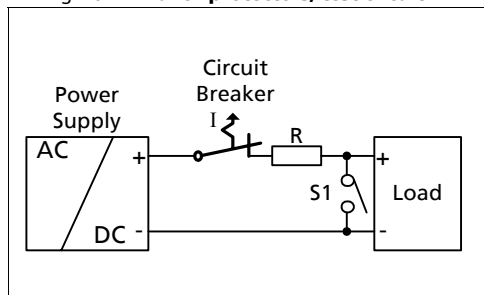 Circuit
Breaker
Power
Supply
I
AC
+
R
+
S1
Load
DC
-
-